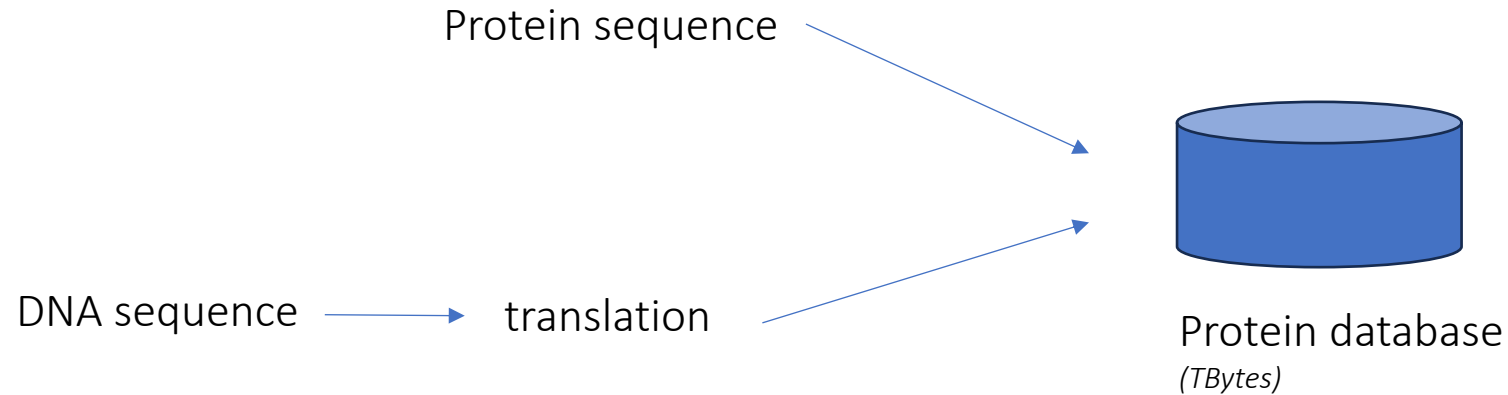 Protein sequence
DNA sequence
translation
Protein database
(TBytes)